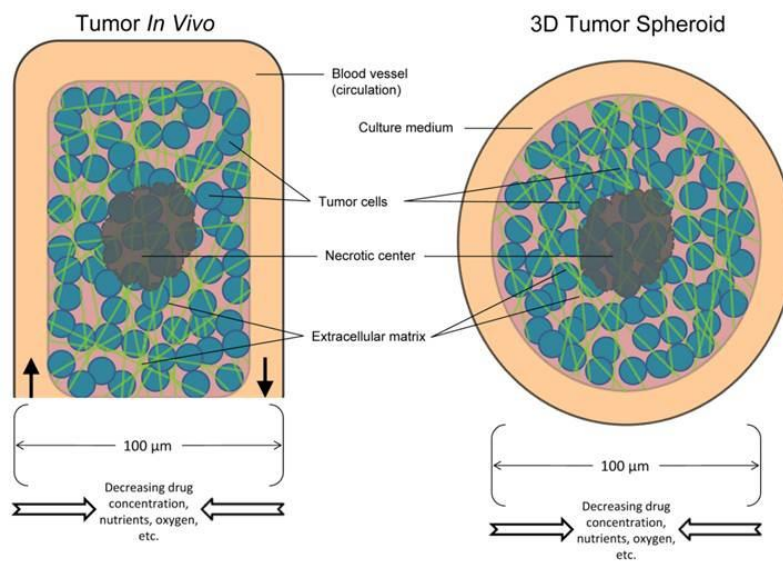 Tumor In Vivo
3D Tumor Spheroid
Blood vessel
(circulation)
Culture medium
Tumor cells
Necrotic center
Extracellular matrix
100 µm
Decreasing drug
concentration,
nutrients, oxygen,
etc.
100 µm
Decreasing drug
concentration,
nutrients, oxygen,
etc.